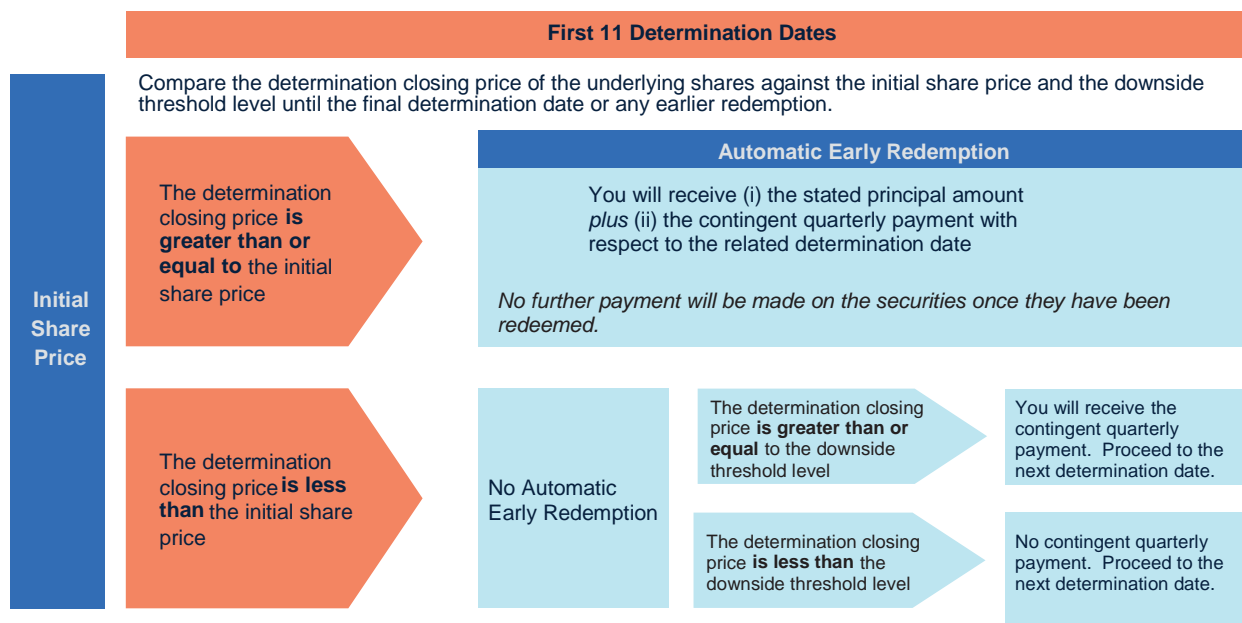 First 11 Determination Dates
Compare the determination closing price of the underlying shares against the initial share price and the downside
threshold level until the final determination date or any earlier redemption.
Initial
Share
Price
The determination
closing price is
greater than or
equal to the initial
share price
Automatic Early Redemption
You will receive (i) the stated principal amount
plus (ii) the contingent quarterly payment with
respect to the related determination date
No further payment will be made on the securities once they have been
redeemed.
The determination
closing price is less
than the initial share
price
No Automatic
Early Redemption
The determination closing
price is greater than or
equal to the downside
threshold level
You will receive the
contingent quarterly
payment.  Proceed to the
next determination date.
The determination closing
price is less than the
downside threshold level
No contingent quarterly
payment.  Proceed to the
next determination date.